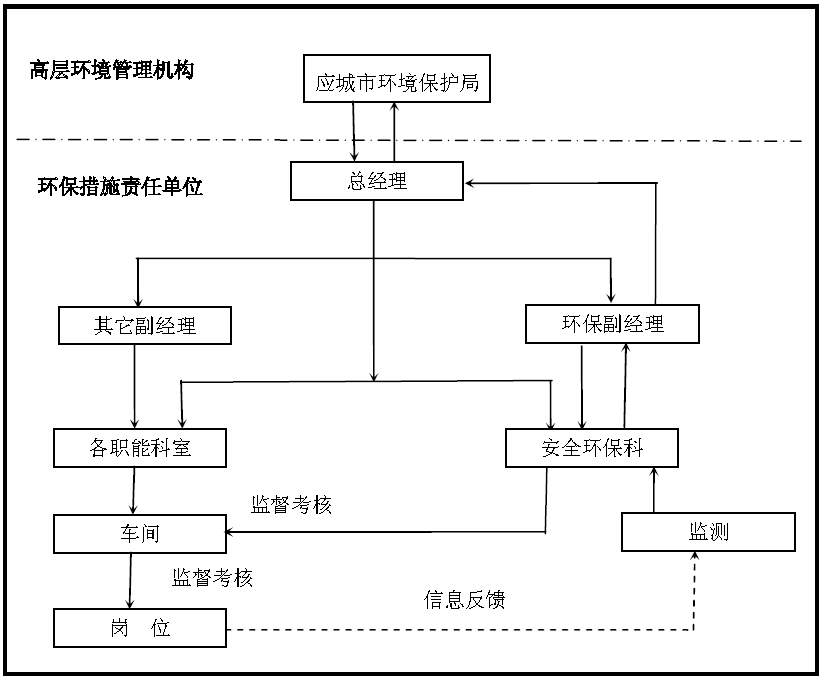 高层环境管理机构
应城市环境保护局
环保措施责任单位
总经理
其它副经理
环保副经理
各职能科室
安全环保科
监督考核
车间
监测
监督考核
信息反馈
岗　位